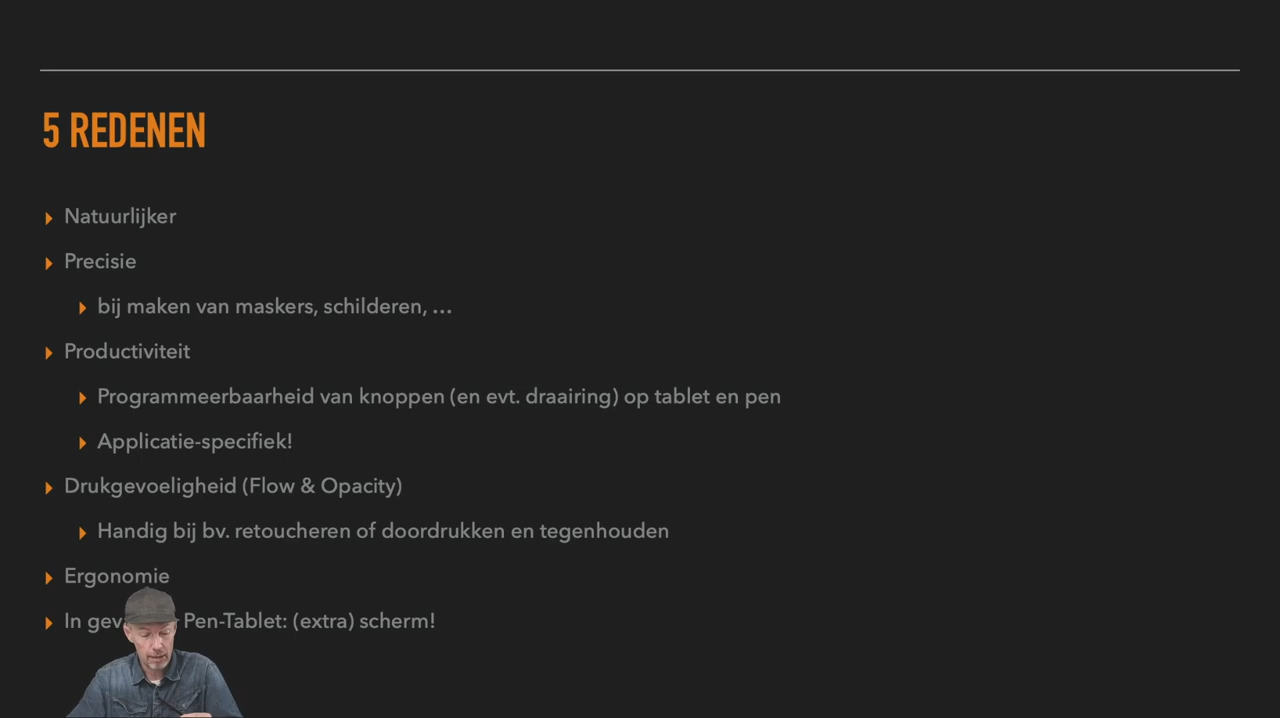 5 REDENEN
Natuurlijker
Precisie
bij maken van maskers, schilderen, ...
Productiviteit
Programmeerbaarheid van knoppen (en evt. draairing) op tablet en pen
Applicatie-specifiek!
Drukgevoeligheid (Flow & Opacity)
Handig bij bv. retoucheren of doordrukken en tegenhouden
Ergonomie
In Pen-Tablet: (extra) scherm!